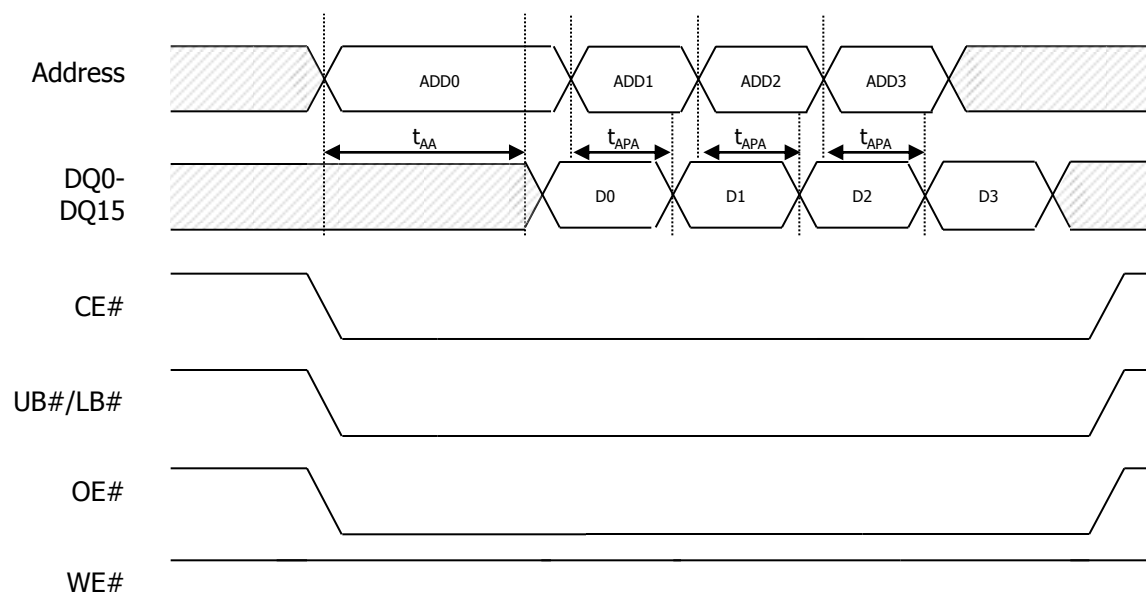 Address
ADD0
ADD1
ADD2
ADD3
tAA
tAPA
tAPA
tAPA
DQ0-
DQ15
D0
D1
D2
D3
CE#
UB#/LB#
OE#
WE#